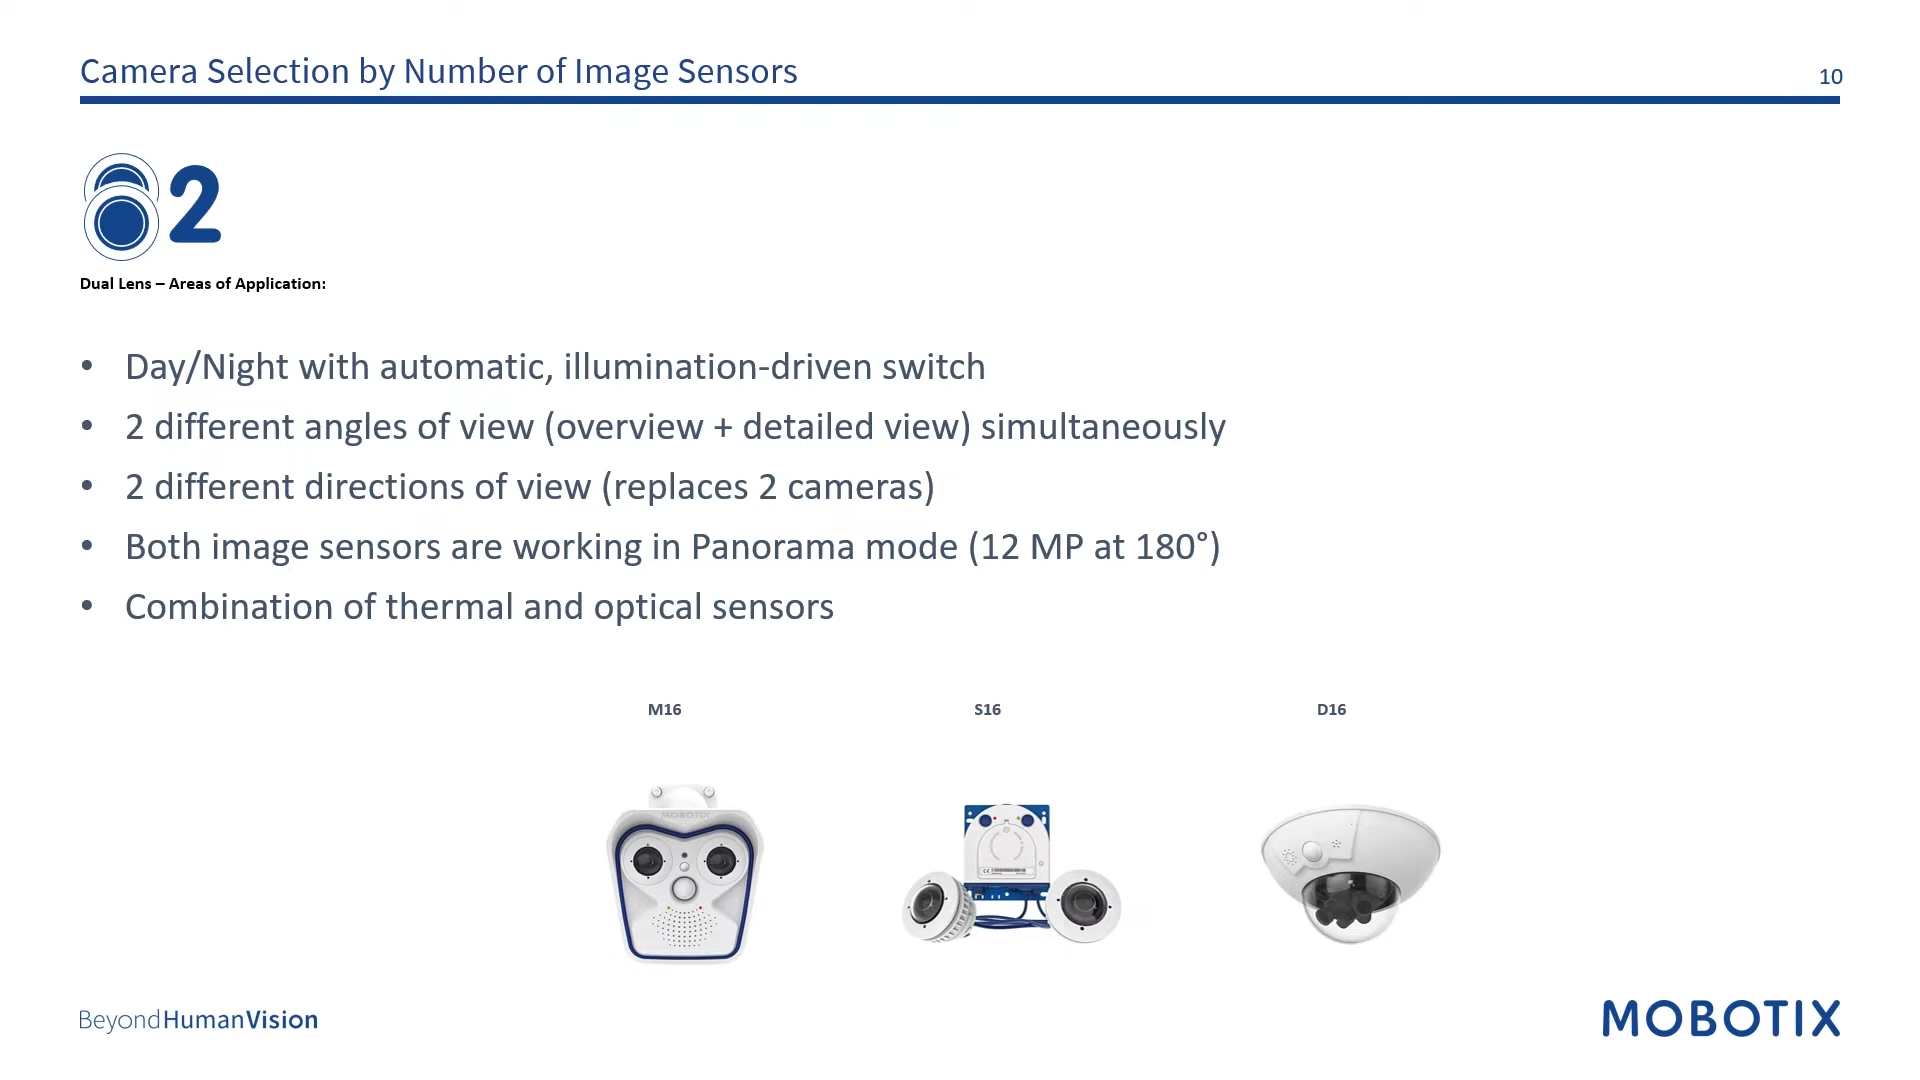 Camera Selection by Number of Image Sensors
10
2
Dual Lens – Areas of Application:
• Day/Night with automatic, illumination-driven switch
• 2 different angles of view (overview + detailed view) simultaneously
• 2 different directions of view (replaces 2 cameras)
• Both image sensors are working in Panorama mode (12 MP at 180°)
• Combination of thermal and optical sensors
M16
S16
D16
MOBOTIX
BeyondHumanVision
MOBOTIX